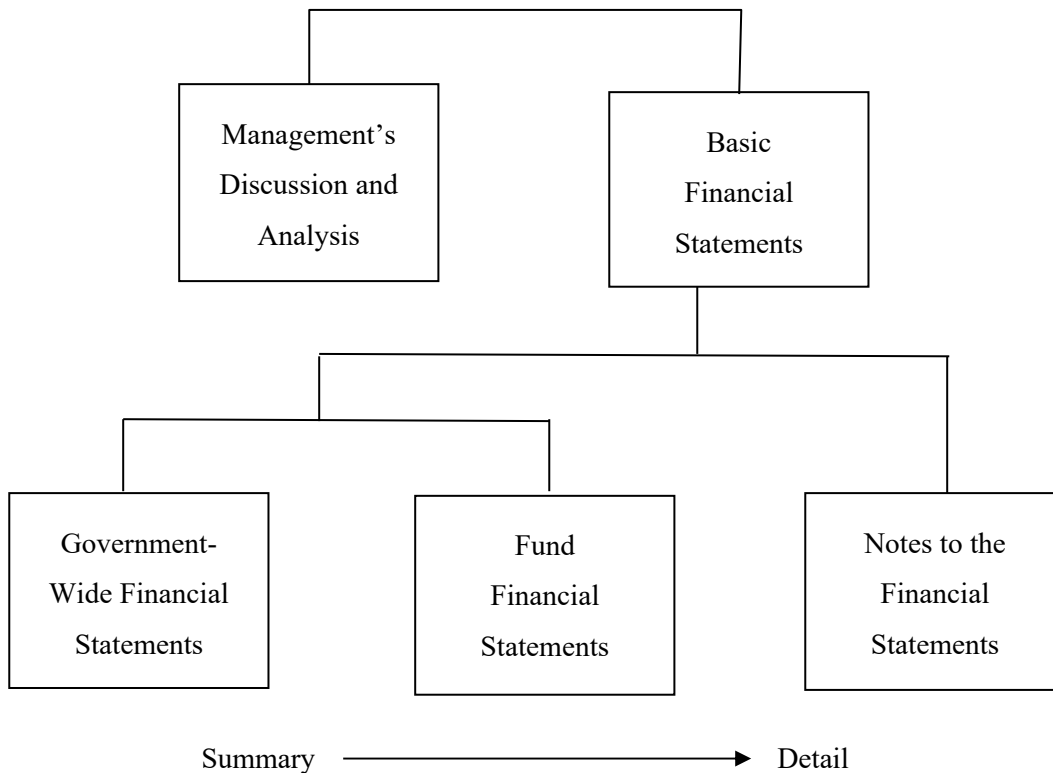 Management’s
Discussion and
Analysis
Basic
Financial
Statements
Government-
Wide Financial
Statements
Fund
Financial
Statements
Notes to the
Financial
Statements
Summary
Detail